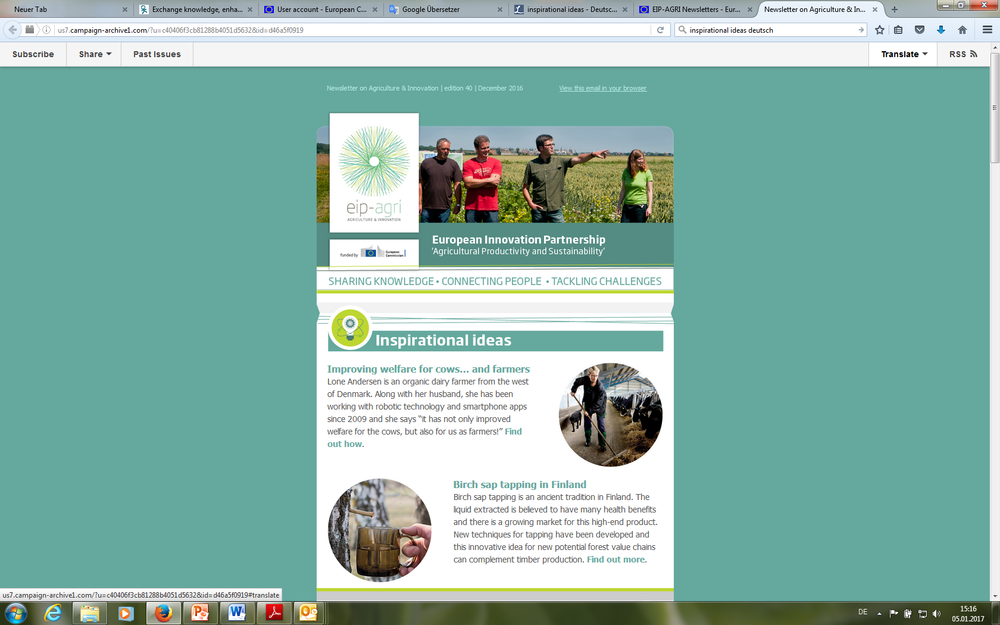 Neuer Tab
Exchange knowledge, enha...
User account - European C...
Google Übersetzer
inspirational ideas - Deutsc...
EIP-AGRI Newsletters - Eur...
Newsletter on Agriculture & In...
us7.campaign-archive1.com/?u=c40406f3cb81288b4051d5632&id=d46a5f0919
inspirational ideas deutsch
Subscribe
Share
Past Issues
Translate
RSS
Newsletter on Agriculture & Innovation | edition 40 | December 2016
View this email in your browser
eip-agri
AGRICULTURE & INNOVATION
funded by
European
Commission
European Innovation Partnership
'Agricultural Productivity and Sustainability'
SHARING KNOWLEDGE • CONNECTING PEOPLE • TACKLING CHALLENGES
Inspirational ideas
Improving welfare for cows... and farmers
Lone Andersen is an organic dairy farmer from the west
of Denmark. Along with her husband, she has been
working with robotic technology and smartphone apps
since 2009 and she says “it has not only improved
welfare for the cows, but also for us as farmers!” Find
out how.
Birch sap tapping in Finland
Birch sap tapping is an ancient tradition in Finland. The
liquid extracted is believed to have many health benefits
and there is a growing market for this high-end product.
New techniques for tapping have been developed and
this innovative idea for new potential forest value chains
can complement timber production. Find out more.
us7.campaign-archive1.com/?u=c40406f3cb81288b4051d5632&id=d46a5f0919#translate
DE
15:16
05.01.2017